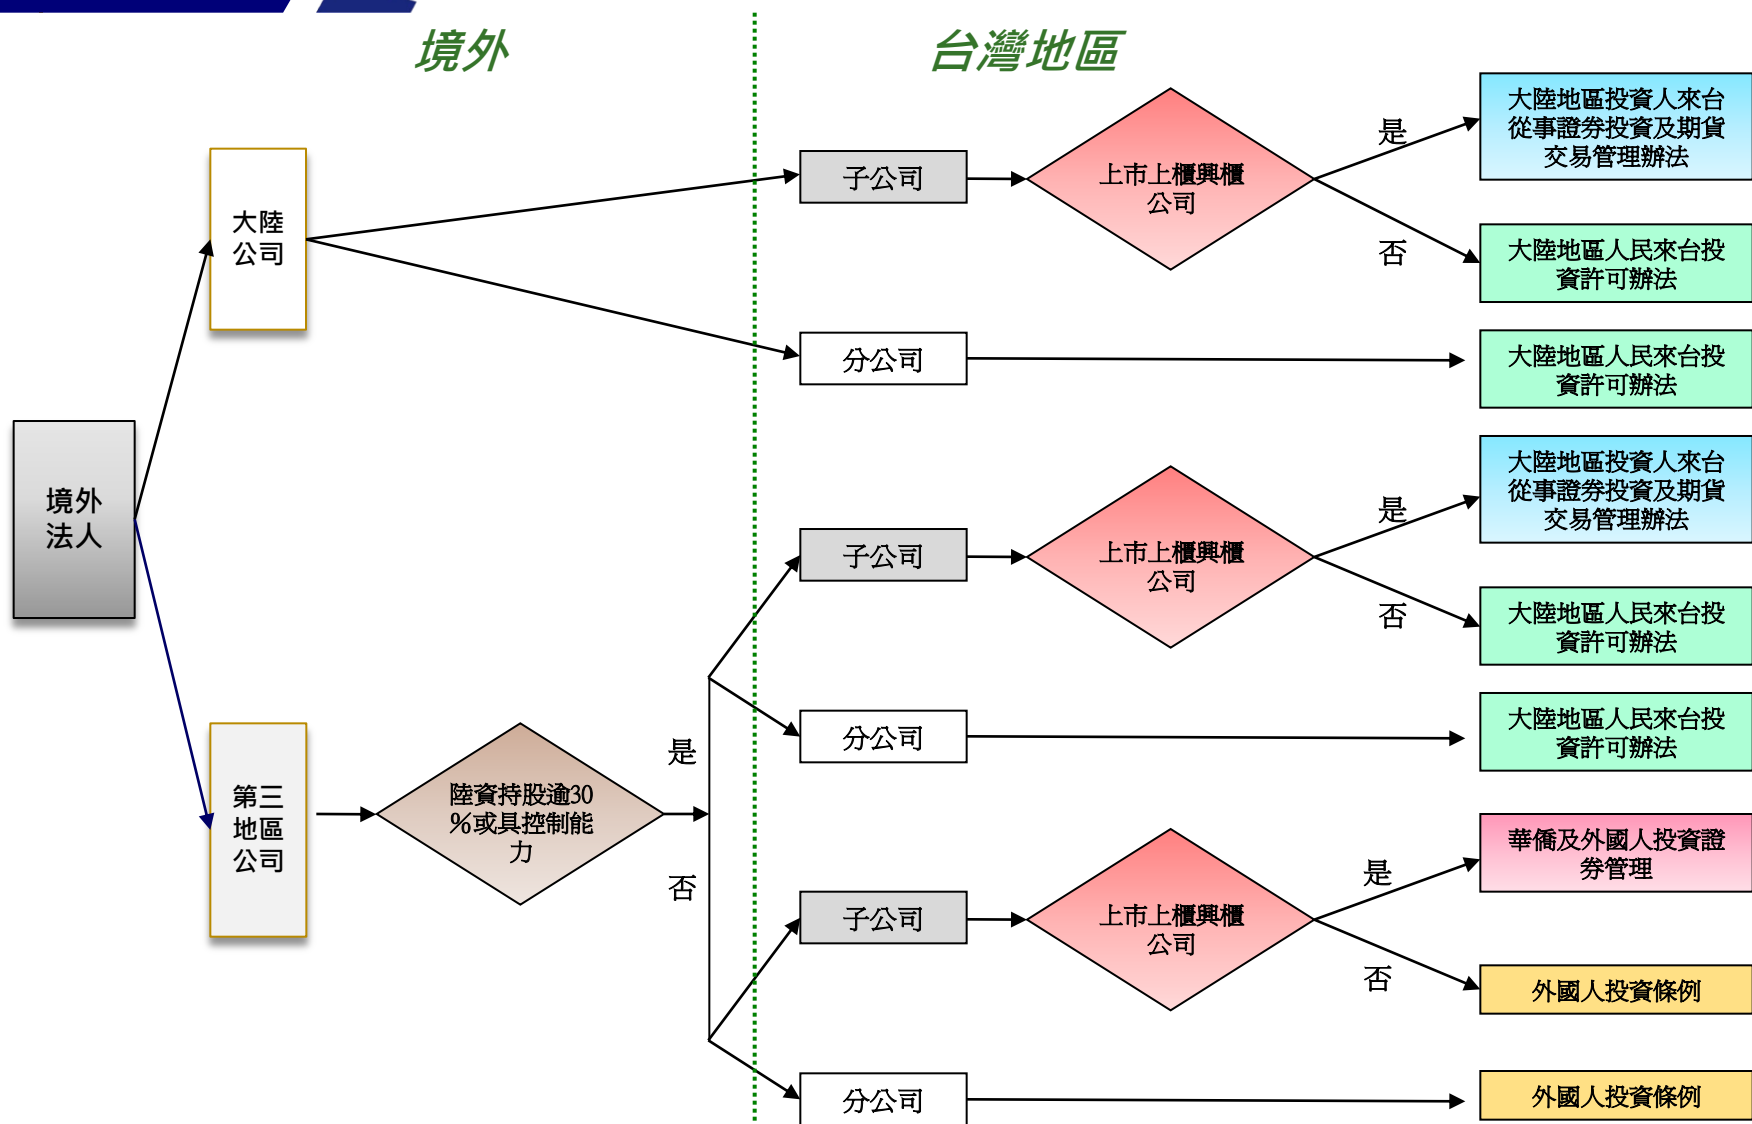 境外
台灣地區
大陸地區投資人來台
從事證券投資及期貨
交易管理辦法
是
大陸
公司
子公司
上市上櫃興櫃
公司
否
大陸地區人民來台投
資許可辦法
分公司
大陸地區人民來台投
資許可辦法
境外
法人
大陸地區投資人來台
從事證券投資及期貨
交易管理辦法
是
子公司
上市上櫃興櫃
公司
否
大陸地區人民來台投
資許可辦法
分公司
大陸地區人民來台投
資許可辦法
第三
地區
公司
陸資持股逾30
%或具控制能
力
是
否
華僑及外國人投資證
券管理
是
子公司
上市上櫃興櫃
公司
否
外國人投資條例
分公司
外國人投資條例